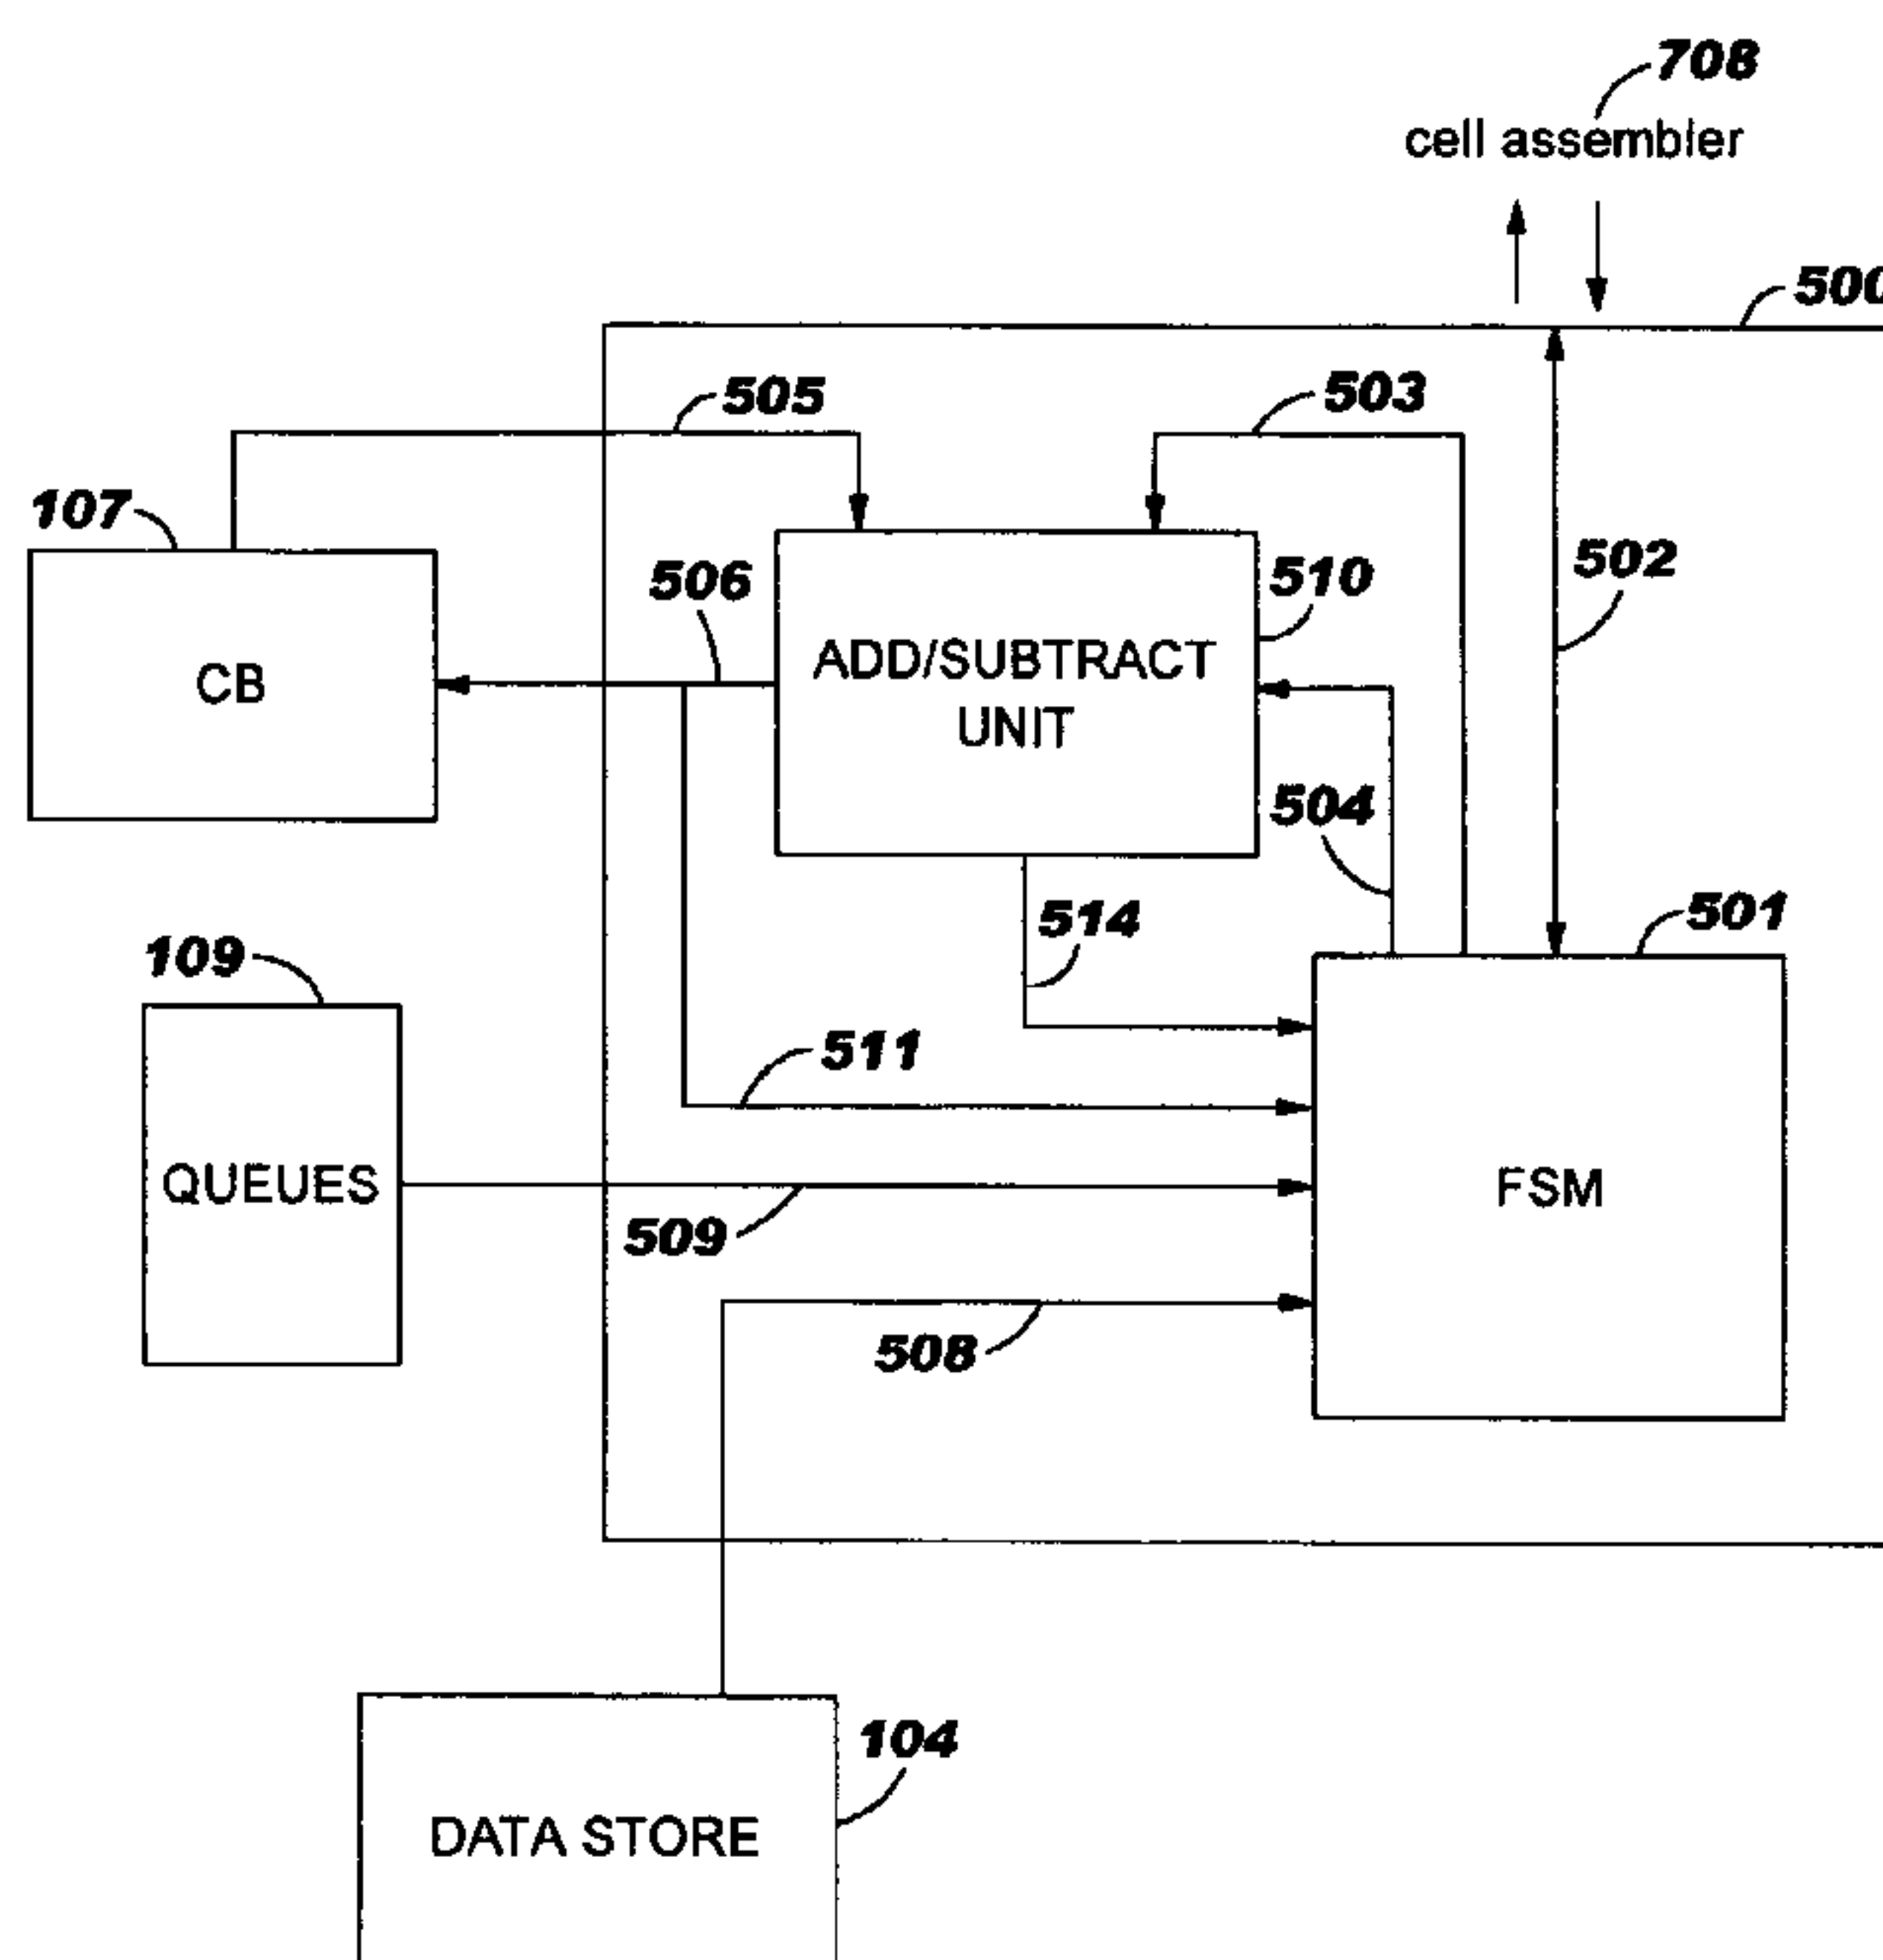 708
cell assembler
500
505
503
107
506
510
502
CB
ADD/SUBTRACT
UNIT
504
514
501
109
511
QUEUES
FSM
509
508
104
DATA STORE